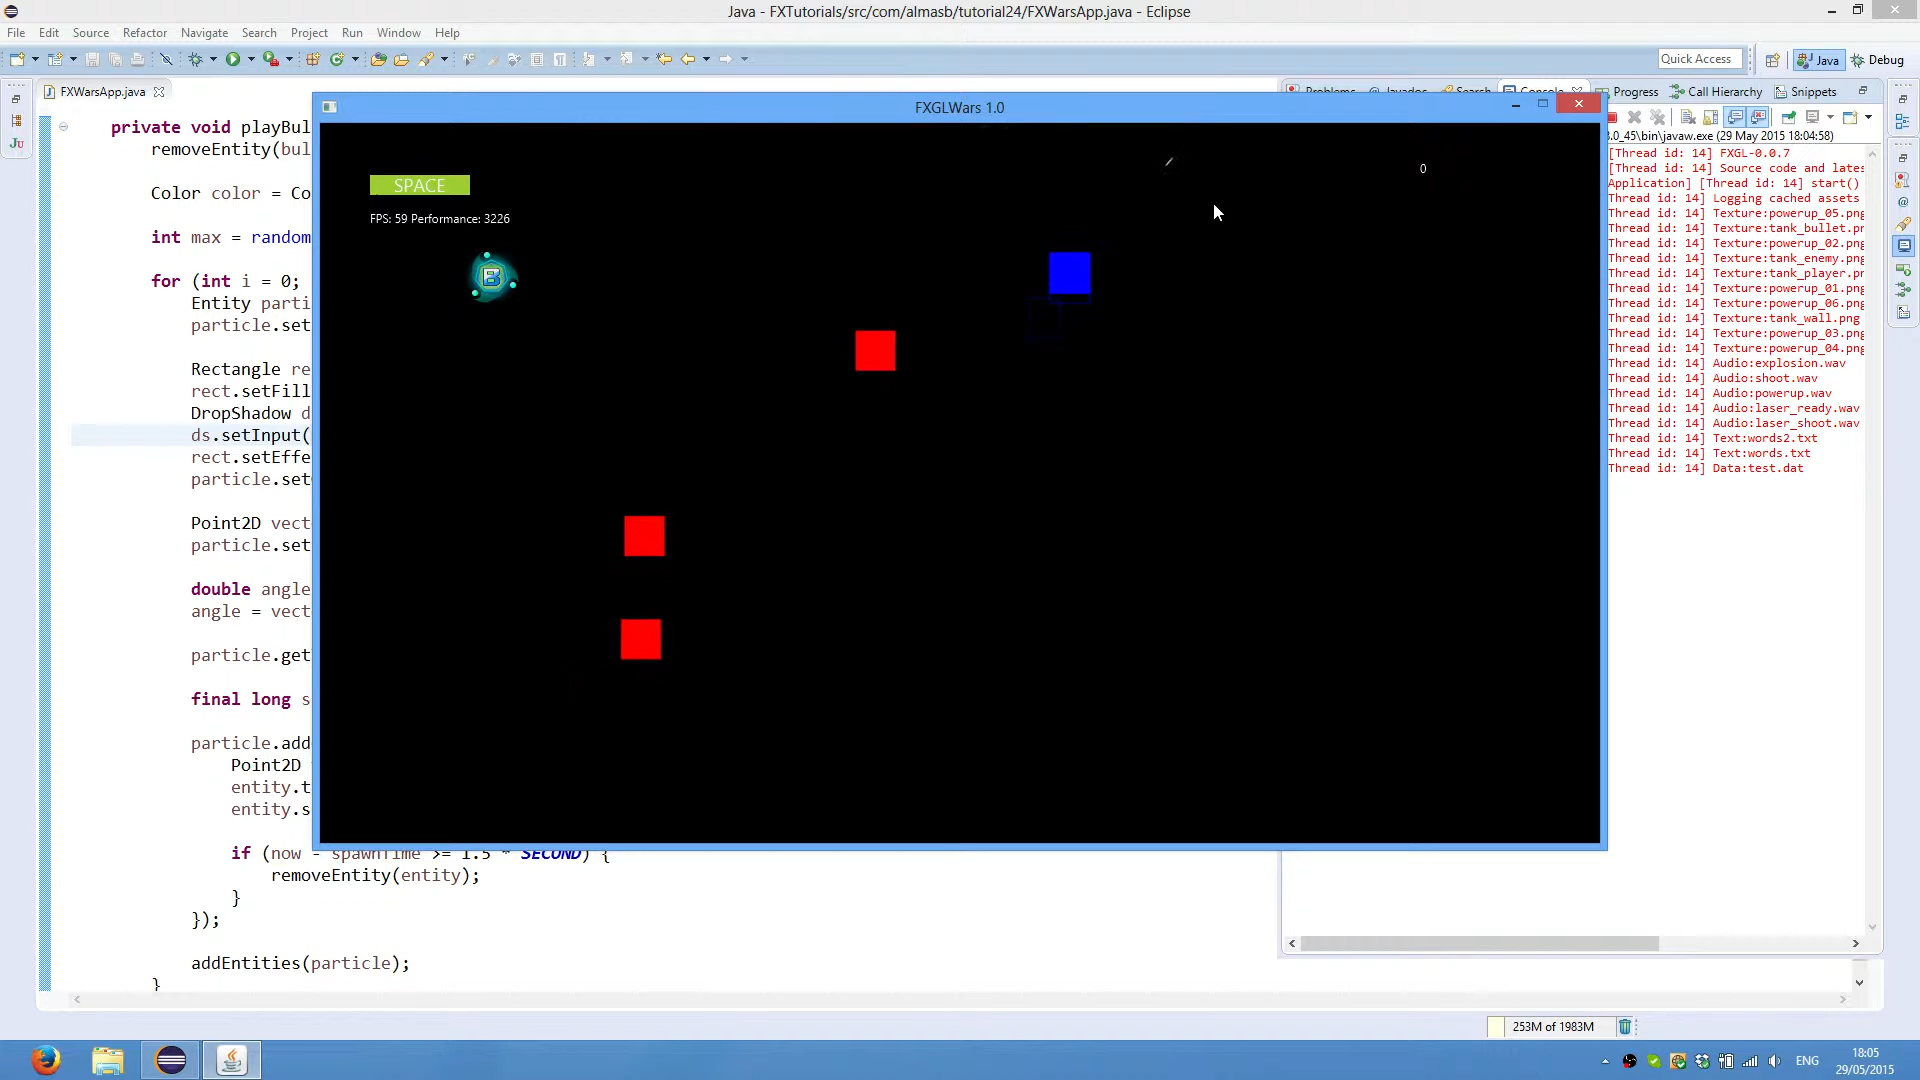 Java - FXTutorials/src/com/almasb/tutorial24/FXWarsApp.java - Eclipse
File Edit Source Refactor Navigate Search Project Run Window Help
Quick Access
Java
Debug
FXWarsApp.java
Problems
Javadoc
Search
Console
Progress
Call Hierarchy
Snippets
FXGLWars 1.0
SPACE
FPS: 59 Performance: 3226
0
B
private void playBul
removeEntity(bul
Color color = Co
int max = random
for (int i = 0;
Entity parti
particle.set
Rectangle re
rect.setFill
DropShadow d
ds.setInput(
rect.setEffe
particle.set
Point2D vect
particle.set
double angle
angle = vect
particle.get
final long s
particle.add
Point2D
entity.t
entity.s
if (now - spawnTime >= 1.5 * SECOND) {
removeEntity(entity);
}
});
addEntities(particle);
}
.0_45\bin\javaw.exe (29 May 2015 18:04:58)
[Thread id: 14] FXGL-0.0.7
[Thread id: 14] Source code and lates
Application] [Thread id: 14] start()
Thread id: 14] Logging cached assets
Thread id: 14] Texture:powerup_05.png
Thread id: 14] Texture:tank_bullet.pn
Thread id: 14] Texture:powerup_02.png
Thread id: 14] Texture:tank_enemy.png
Thread id: 14] Texture:tank_player.pn
Thread id: 14] Texture:powerup_01.png
Thread id: 14] Texture:powerup_06.png
Thread id: 14] Texture:tank_wall.png
Thread id: 14] Texture:powerup_03.png
Thread id: 14] Texture:powerup_04.png
Thread id: 14] Audio:explosion.wav
Thread id: 14] Audio:shoot.wav
Thread id: 14] Audio:powerup.wav
Thread id: 14] Audio:laser_ready.wav
Thread id: 14] Audio:laser_shoot.wav
Thread id: 14] Text:words2.txt
Thread id: 14] Text:words.txt
Thread id: 14] Data:test.dat
253M of 1983M
ENG
18:05
29/05/2015